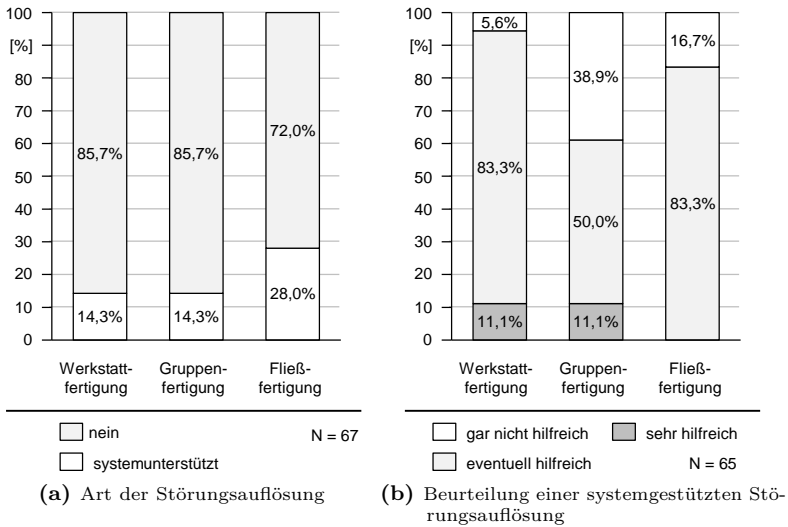 100
[%]
80
70
60
50
40
30
20
10
0
85,7%
85,7%
72,0%
14,3%
14,3%
28,0%
Werkstatt-
fertigung
Gruppen-
fertigung
Fließ-
fertigung
nein
N = 67
systemunterstützt
(a) Art der Störungsauflösung
100
[%]
80
70
60
50
40
30
20
10
0
5,6%
38,9%
16,7%
83,3%
50,0%
83,3%
11,1%
11,1%
Werkstatt-
fertigung
Gruppen-
fertigung
Fließ-
fertigung
gar nicht hilfreich
sehr hilfreich
eventuell hilfreich
N = 65
(b) Beurteilung einer systemgestützten Stö-
rungsauflösung